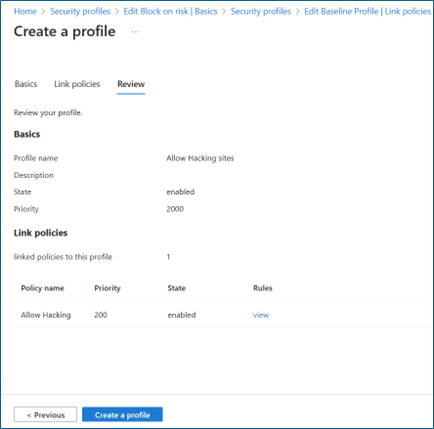 Home > Security profiles > Edit Block on risk | Basics > Security profiles > Edit Baseline Profile | Link policies
Create a profile ...
Basics Link policies Review
Review your profile.
Basics
Profile name Allow Hacking sites
Description
State enabled
Priority 2000
Link policies
linked policies to this profile 1
Policy name Priority State Rules
Allow Hacking 200 enabled view
< Previous Create a profile